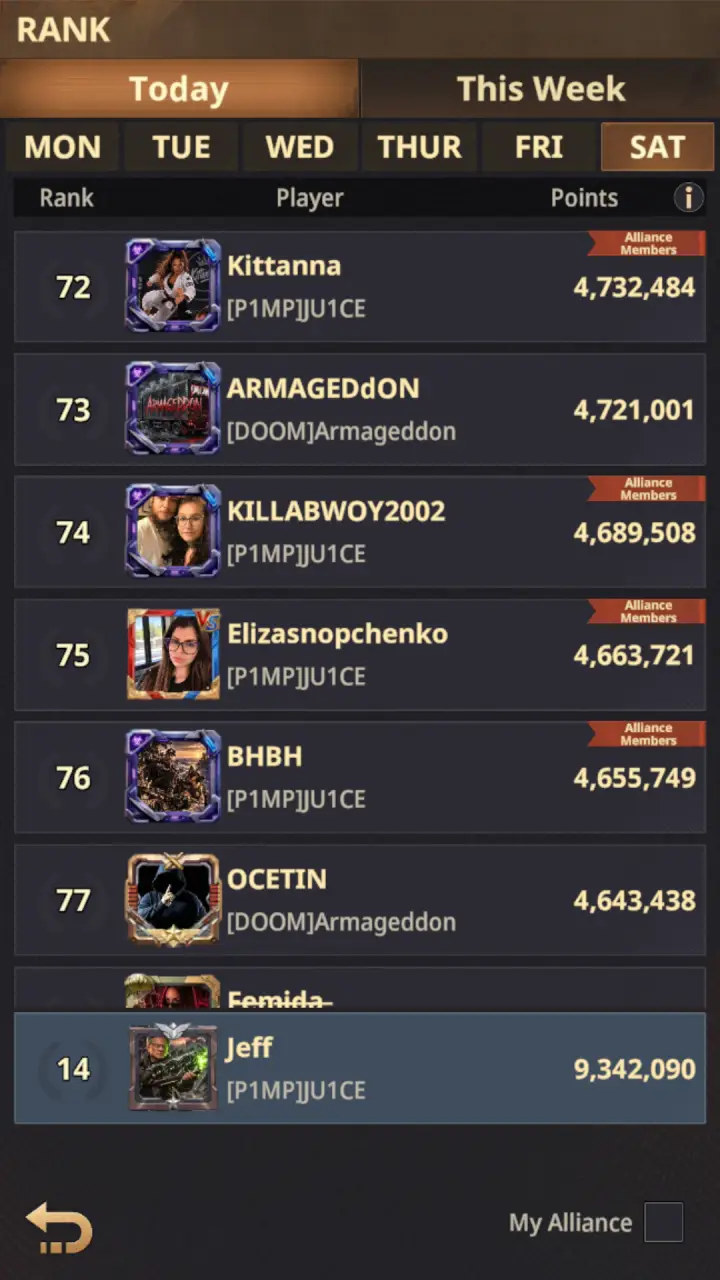 RANK
Today
This Week
MON
TUE
WED
THUR
FRI
SAT
Rank
Player
Points
Alliance
Members
72
Kittanna
[P1MP]JU1CE
4,732,484
73
ARMAGEDDON
ARMAGEDdON
[DOOM]Armageddon
4,721,001
Alliance
Members
74
KILLABWOY2002
[P1MP]JU1CE
4,689,508
Alliance
Members
75
VS
Elizasnopchenko
[P1MP]JU1CE
4,663,721
Alliance
Members
76
BHBH
[P1MP]JU1CE
4,655,749
77
OCETIN
[DOOM]Armageddon
4,643,438
Femida-
14
Jeff
[P1MP]JU1CE
9,342,090
My Alliance